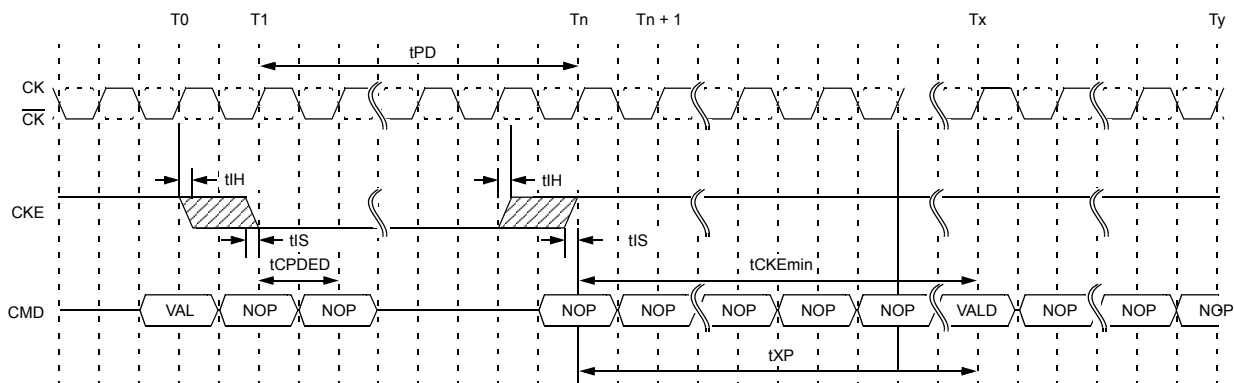 T0 T1 Tn Tn + 1 Tx Ty
tPD
CK
CK
tIH tIH
CKE
tIS tIS
tCPDED tCKEmin
CMD VAL NOP NOP NOP NOP NOP NOP NOP VALD NOP NOP NOP
tXP